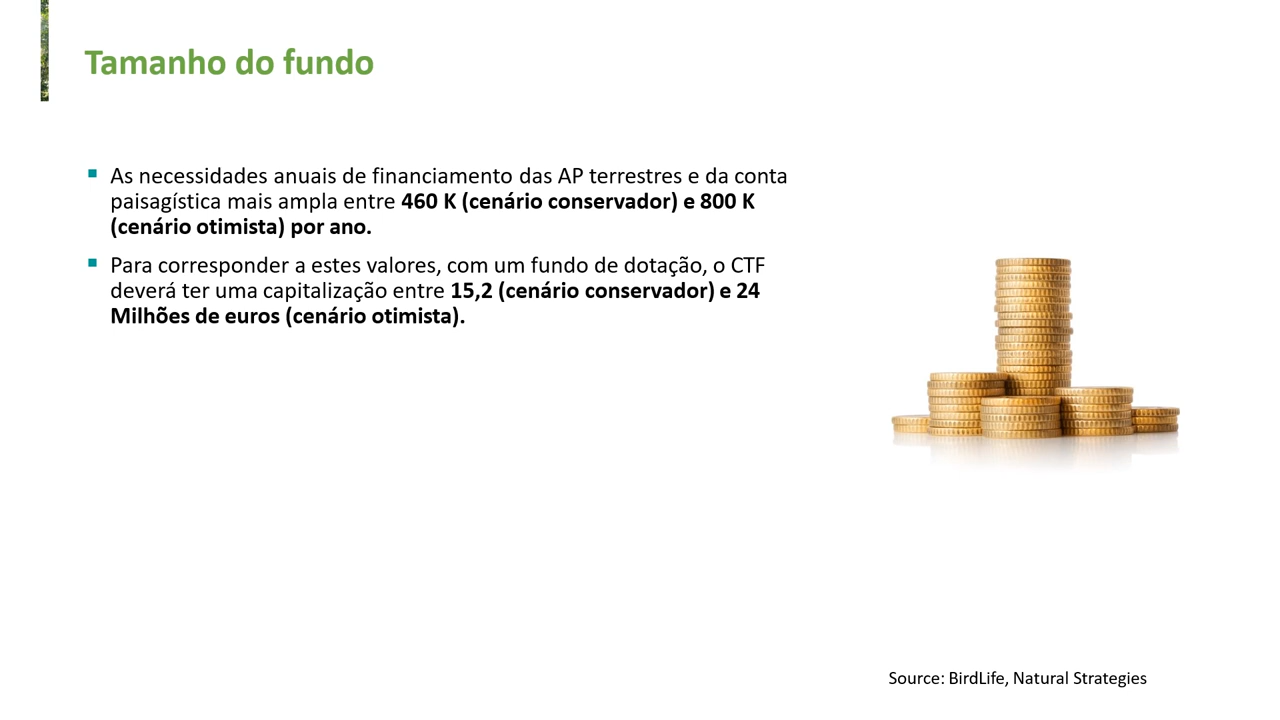 Tamanho do fundo
As necessidades anuais de financiamento das AP terrestres e da conta
paisagística mais ampla entre 460 K (cenário conservador) e 800 K
(cenário otimista) por ano.
Para corresponder a estes valores, com um fundo de dotação, o CTF
deverá ter uma capitalização entre 15,2 (cenário conservador) e 24
Milhões de euros (cenário otimista).
Source: BirdLife, Natural Strategies